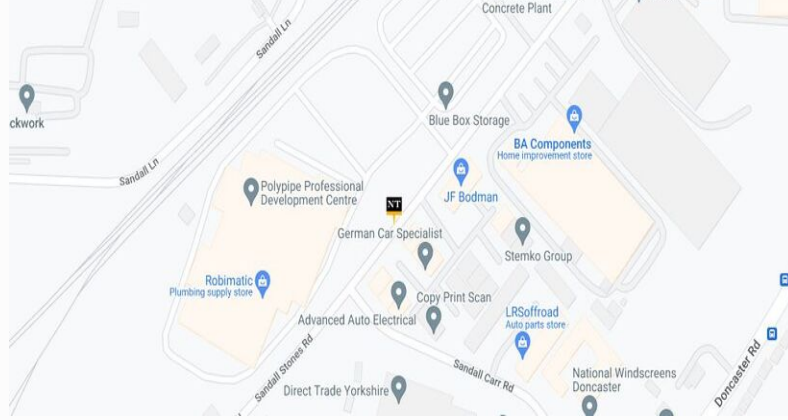 Concrete Plant
Sandall Ln
ckwork
Blue Box Storage
BA Components
Home improvement store
Sandall Ln
Polypipe Professional
Development Centre
JF Bodman
NT
German Car Specialist
Stemko Group
Robimatic
Plumbing supply store
Copy Print Scan
Advanced Auto Electrical
LRSoffroad
Auto parts store
Sandall Stones Rd
Sandall Carr Rd
Doncaster Rd
National Windscreens
Doncaster
Direct Trade Yorkshire